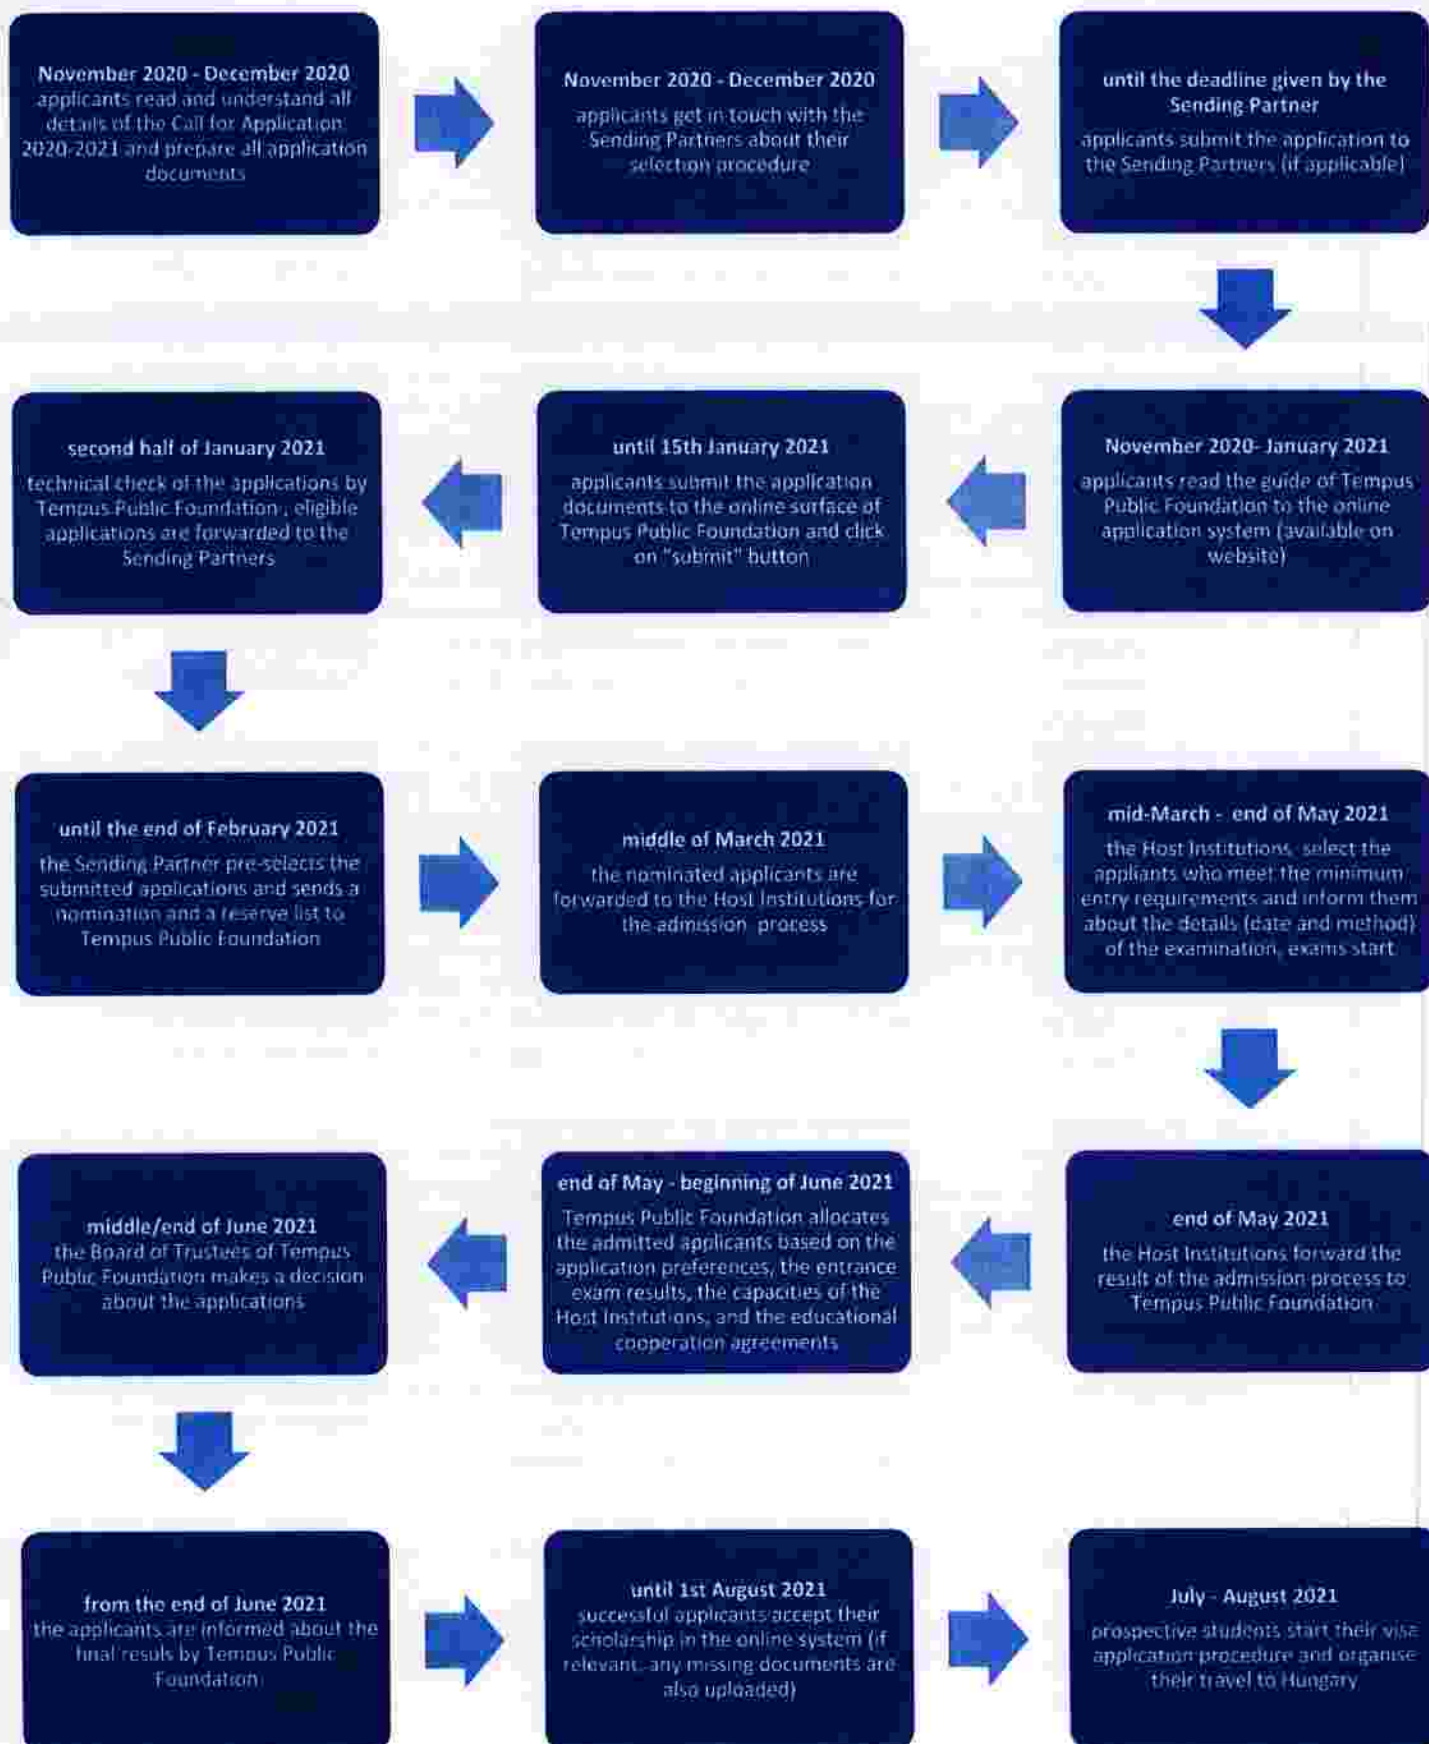 November 2020 - December 2020
applicants read and understand all
details of the Call for Application
2020-2021 and prepare all application
documents
November 2020 - December 2020
applicants get in touch with the
Sending Partners about their
selection procedure
until the deadline given by the
Sending Partner
applicants submit the application to
the Sending Partners (if applicable)
November 2020- January 2021
applicants read the guide of Tempus
Public Foundation to the online
application system (available on
website)
until 15th January 2021
applicants submit the application
documents to the online surface of
Tempus Public Foundation and click
on "submit" button
second half of January 2021
technical check of the applications by
Tempus Public Foundation , eligible
applications are forwarded to the
Sending Partners
until the end of February 2021
the Sending Partner pre-selects the
submitted applications and sends a
nomination and a reserve list to
Tempus Public Foundation
middle of March 2021
the nominated applicants are
forwarded to the Host Institutions for
the admission process
mid-March - end of May 2021
the Host Institutions select the
appliants who meet the minimum
entry requirements and inform them
about the details (date and method)
of the examination, exams start
end of May 2021
the Host Institutions forward the
result of the admission process to
Tempus Public Foundation
end of May - beginning of June 2021
Tempus Public Foundation allocates
the admitted applicants based on the
application preferences, the entrance
exam results, the capacities of the
Host Institutions, and the educational
cooperation agreements
middle/end of June 2021
the Board of Trustees of Tempus
Public Foundation makes a decision
about the applications
from the end of June 2021
the applicants are informed about the
final resuls by Tempus Public
Foundation
until 1st August 2021
successful applicants accept their
scholarship in the online system (if
relevant, any missing documents are
also uploaded)
July - August 2021
prospective students start their visa
application procedure and organise
their travel to Hungary